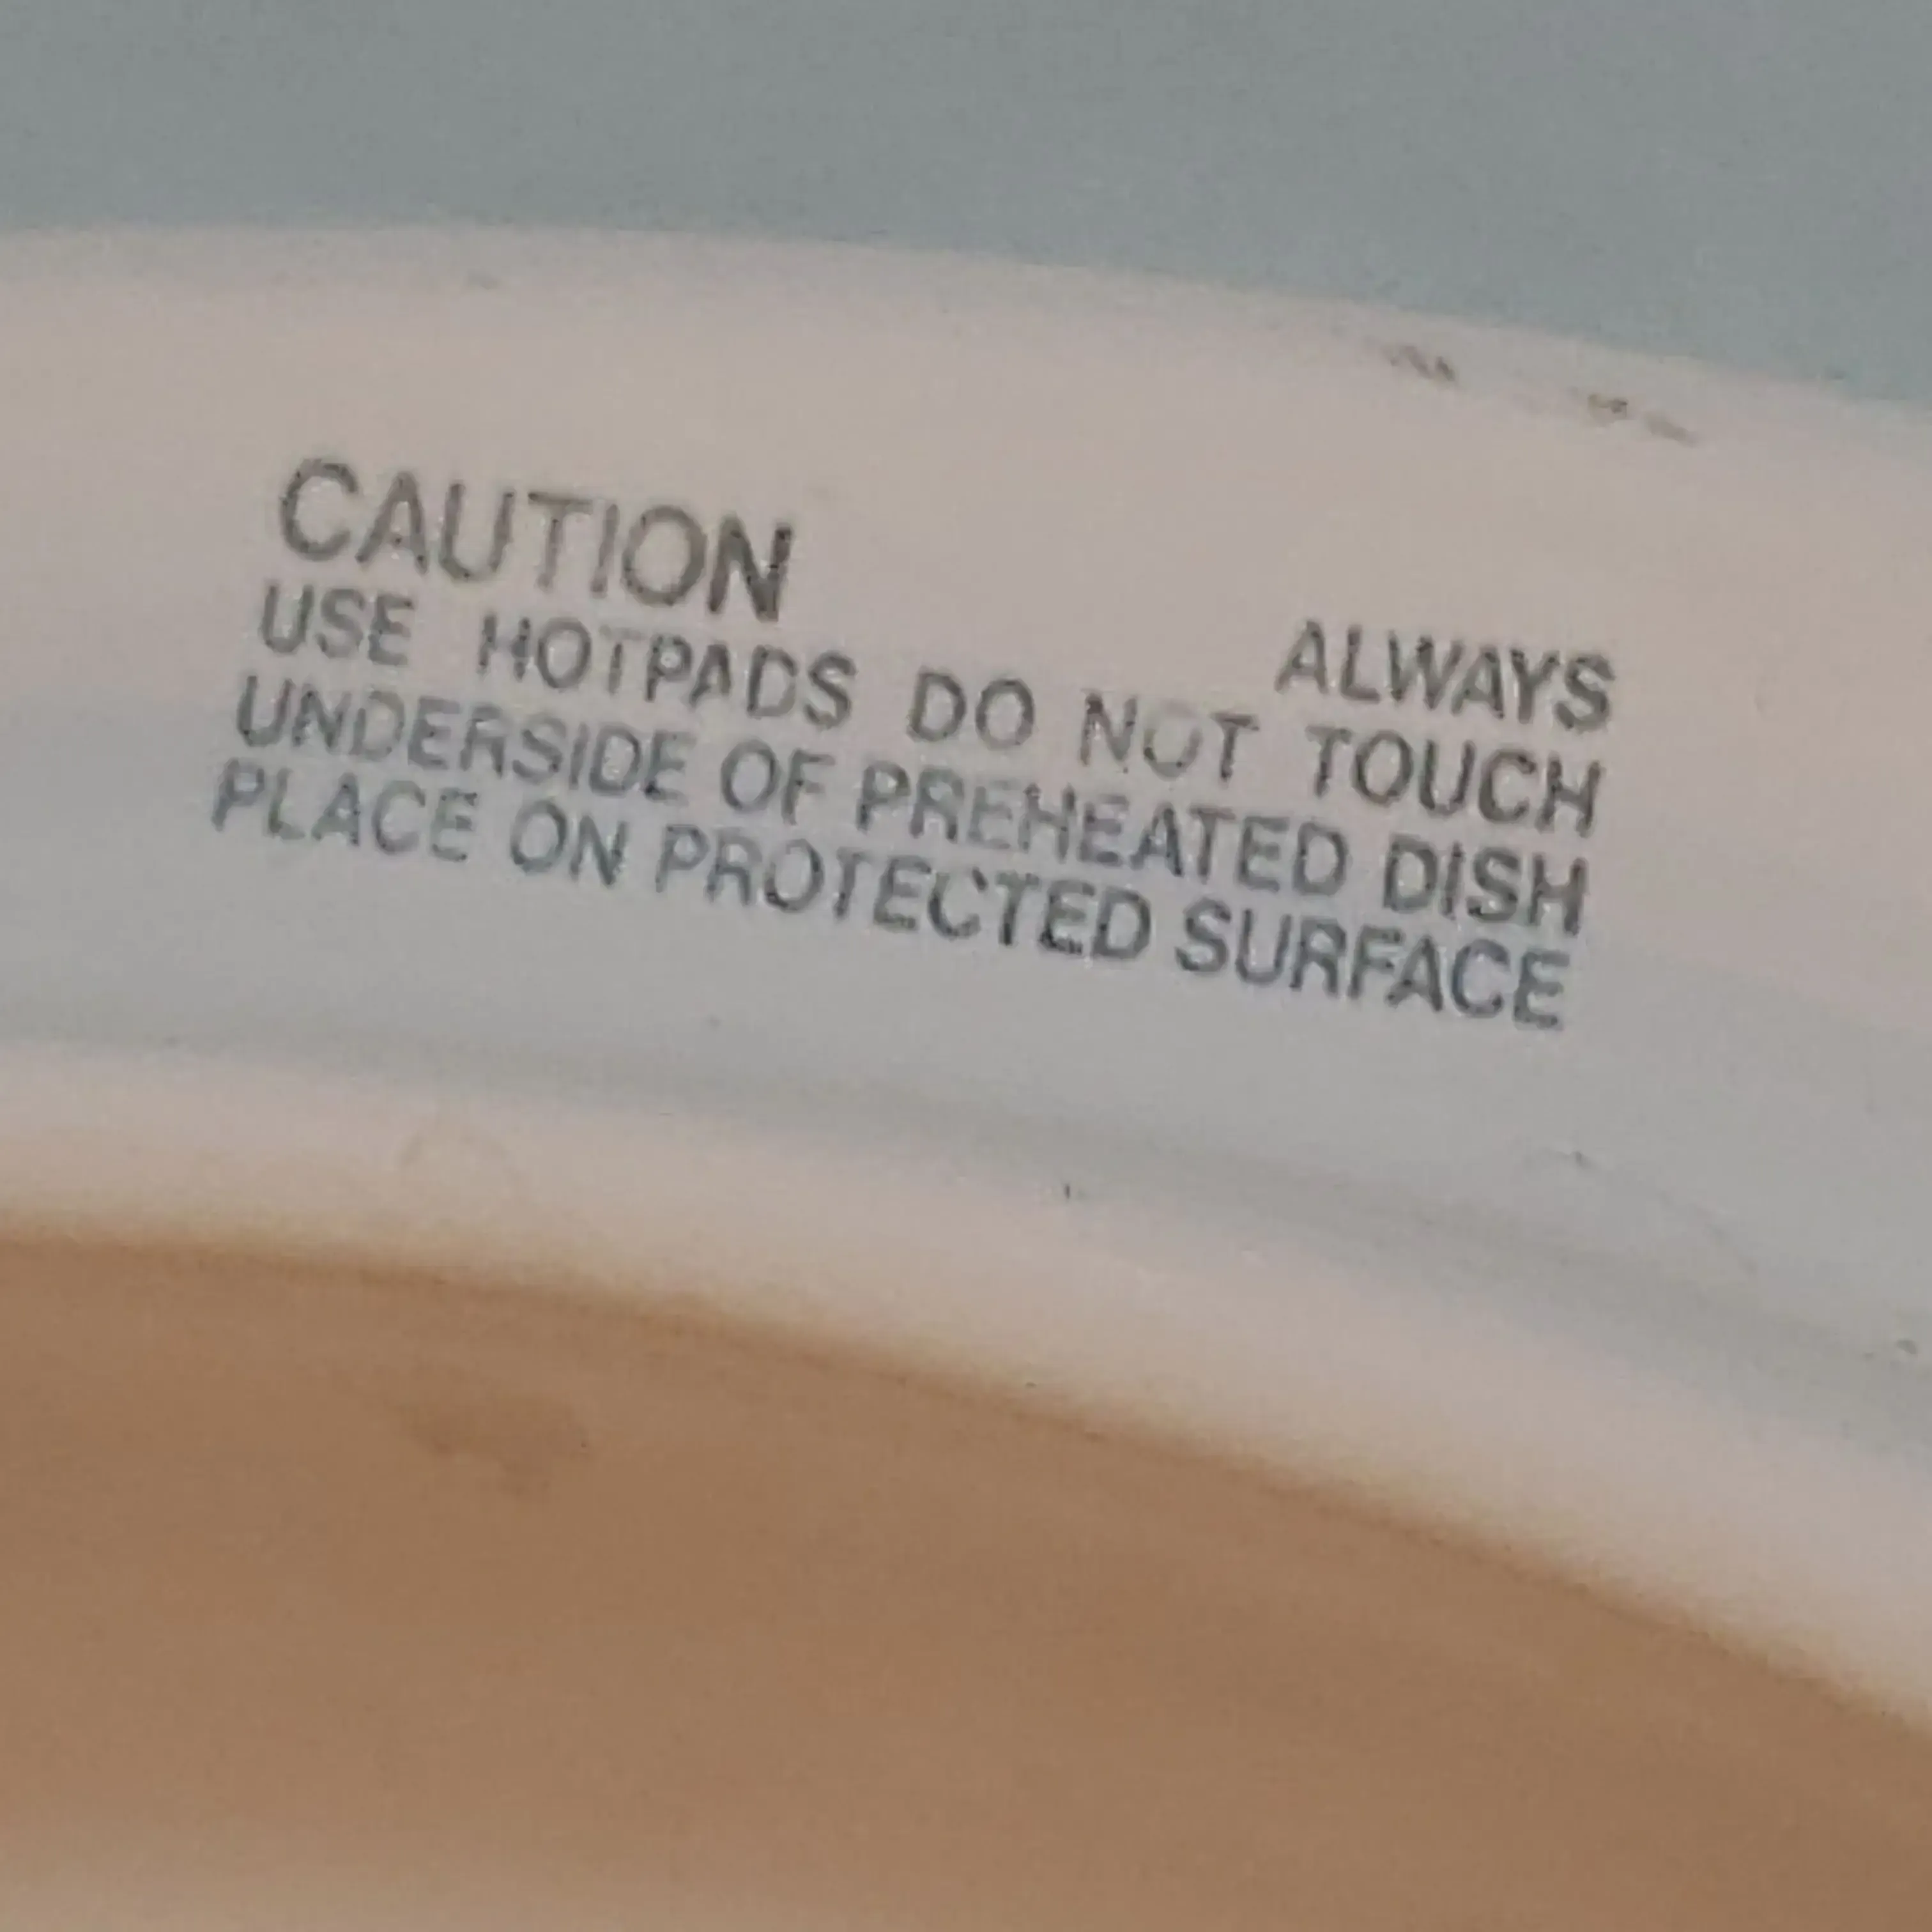 CAUTION ALWAYS
USE HOTPADS DO NOT TOUCH
UNDERSIDE OF PREHEATED DISH
PLACE ON PROTECTED SURFACE